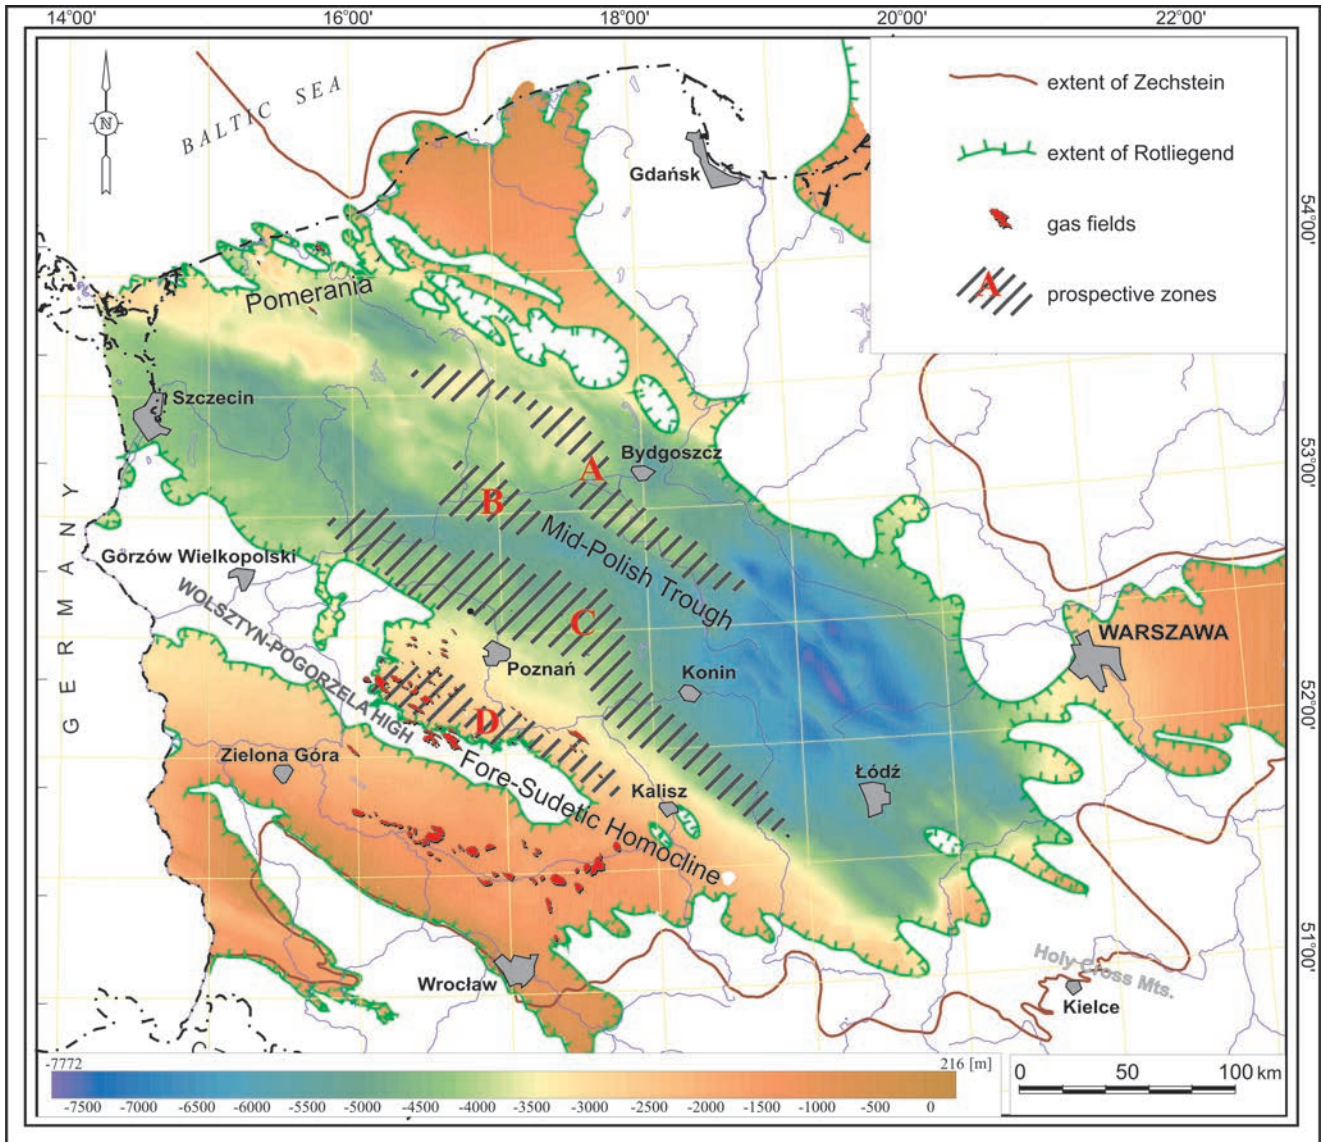 14°00' 16°00' 18°00' 20°00' 22°00'
BALTIC SEA
N
extent of Zechstein
extent of Rotliegend
gas fields
A
prospective zones
Gdańsk
54°00'
Pomerania
Szczecin
Bydgoszcz
A
53°00'
B
Mid-Polish Trough
GERMANY
Gorzów Wielkopolski
WOLSZTYN-POGORZELA HIGH
C
WARSZAWA
Poznań
Konin
52°00'
D
Zielona Góra
Fore-Sudetic Homocline
Kalisz
Łódź
51°00'
Wrocław
Holy Cross Mts.
Kielce
-7772 216 [m]
-7500 -7000 -6500 -6000 -5500 -5000 -4500 -4000 -3500 -3000 -2500 -2000 -1500 -1000 -500 0
0 50 100 km